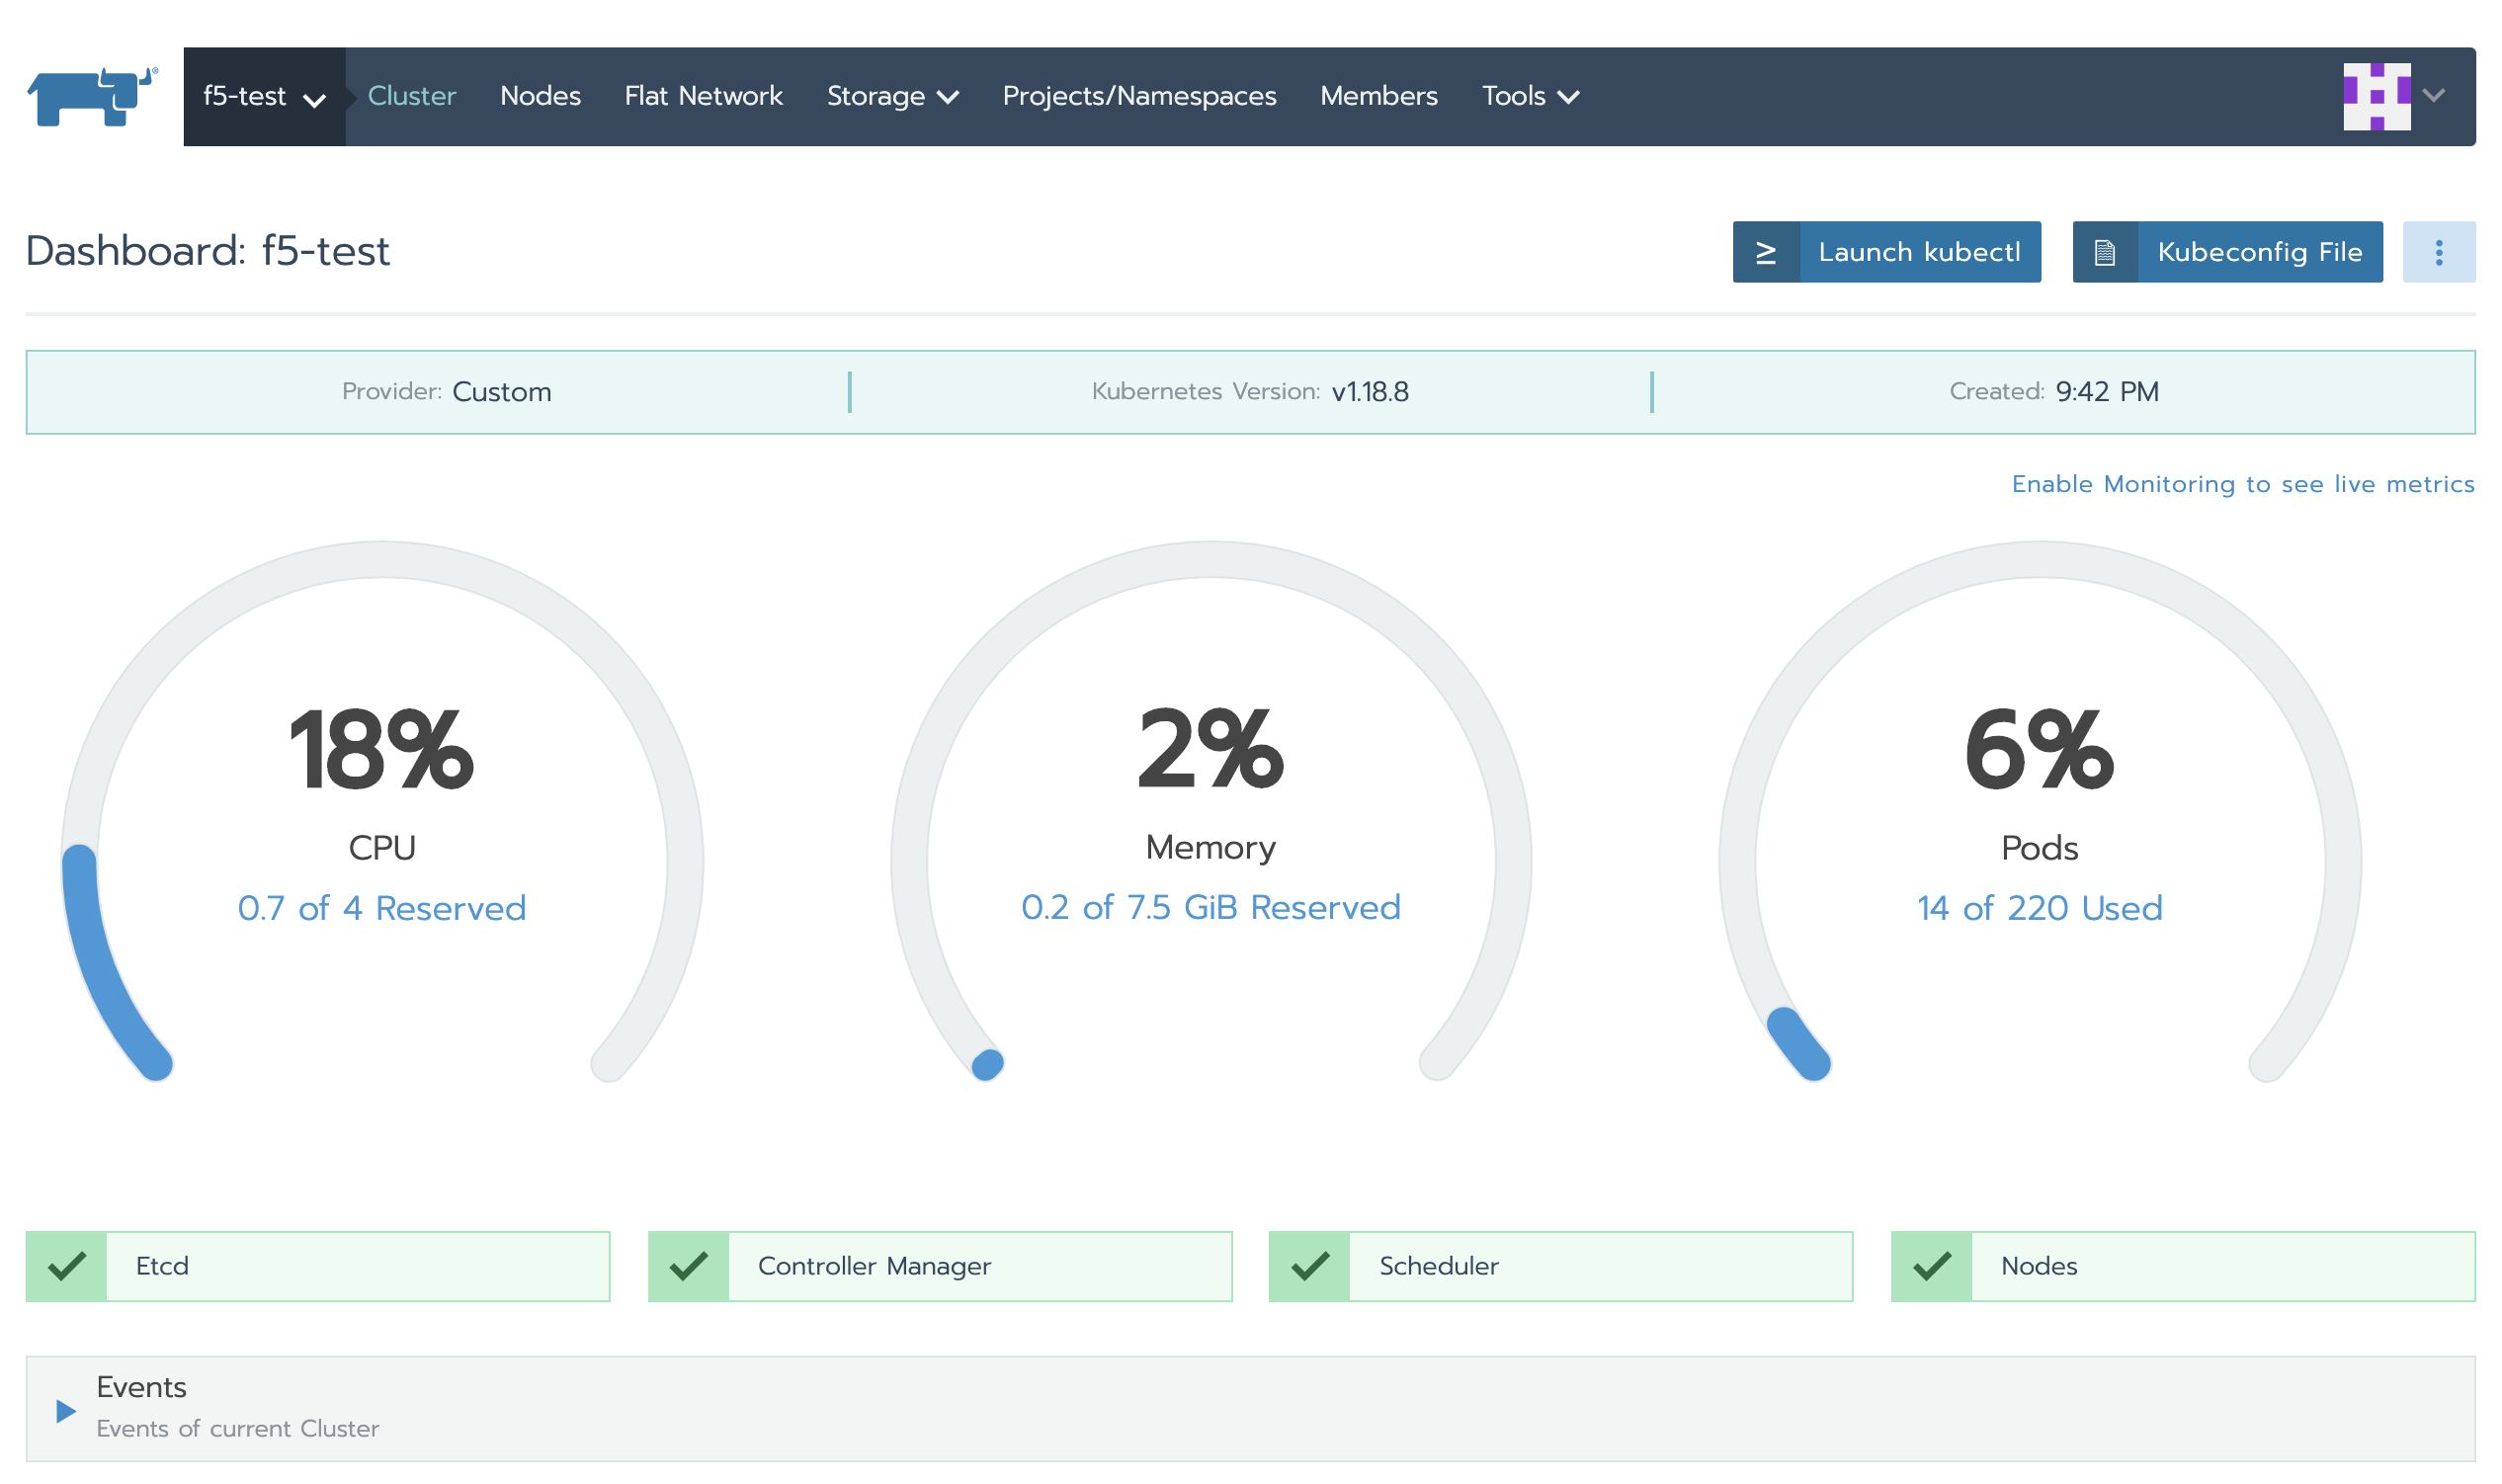 f5-test Cluster Nodes Flat Network Storage Projects/Namespaces Members Tools
Dashboard: f5-test
Launch kubectl
Kubeconfig File
Provider: Custom
Kubernetes Version: v1.18.8
Created: 9:42 PM
Enable Monitoring to see live metrics
18%
CPU
0.7 of 4 Reserved
2%
Memory
0.2 of 7.5 GiB Reserved
6%
Pods
14 of 220 Used
Etcd
Controller Manager
Scheduler
Nodes
Events
Events of current Cluster